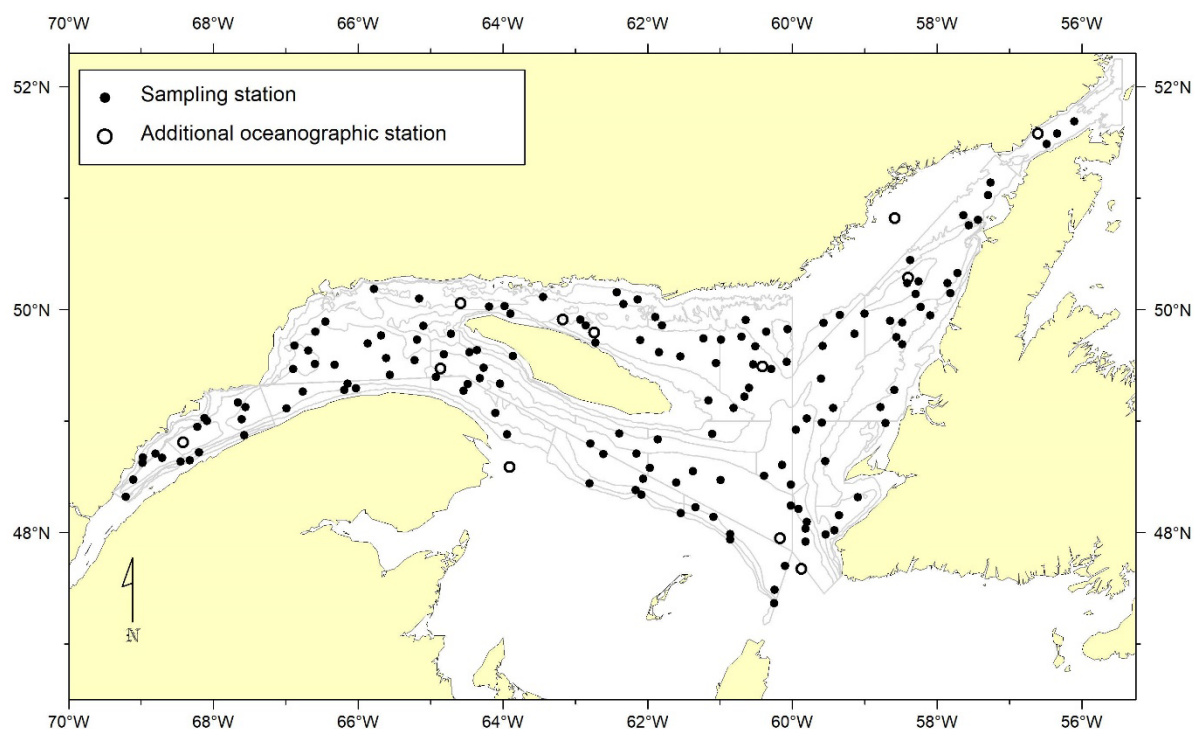 70°W 68°W 66°W 64°W 62°W 60°W 58°W 56°W
52°N 52°N
Sampling station
Additional oceanographic station
50°N 50°N
48°N 48°N
N
70°W 68°W 66°W 64°W 62°W 60°W 58°W 56°W